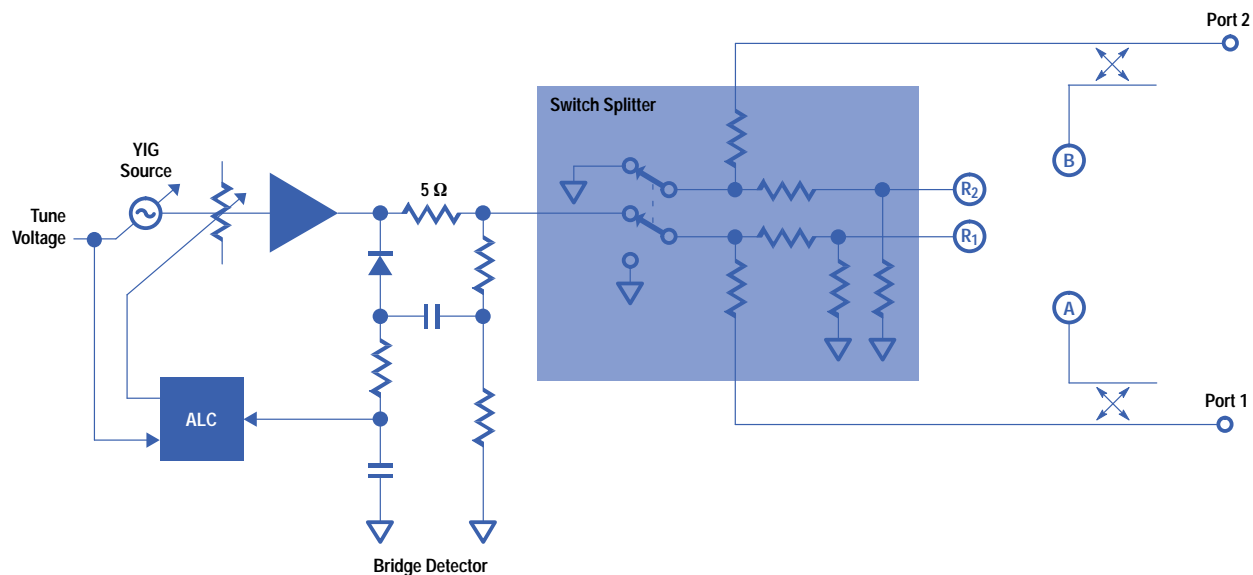 Port 2
Switch Splitter
YIG
Source
B
5 Ω
R2
Tune
Voltage
R1
A
Port 1
ALC
Bridge Detector